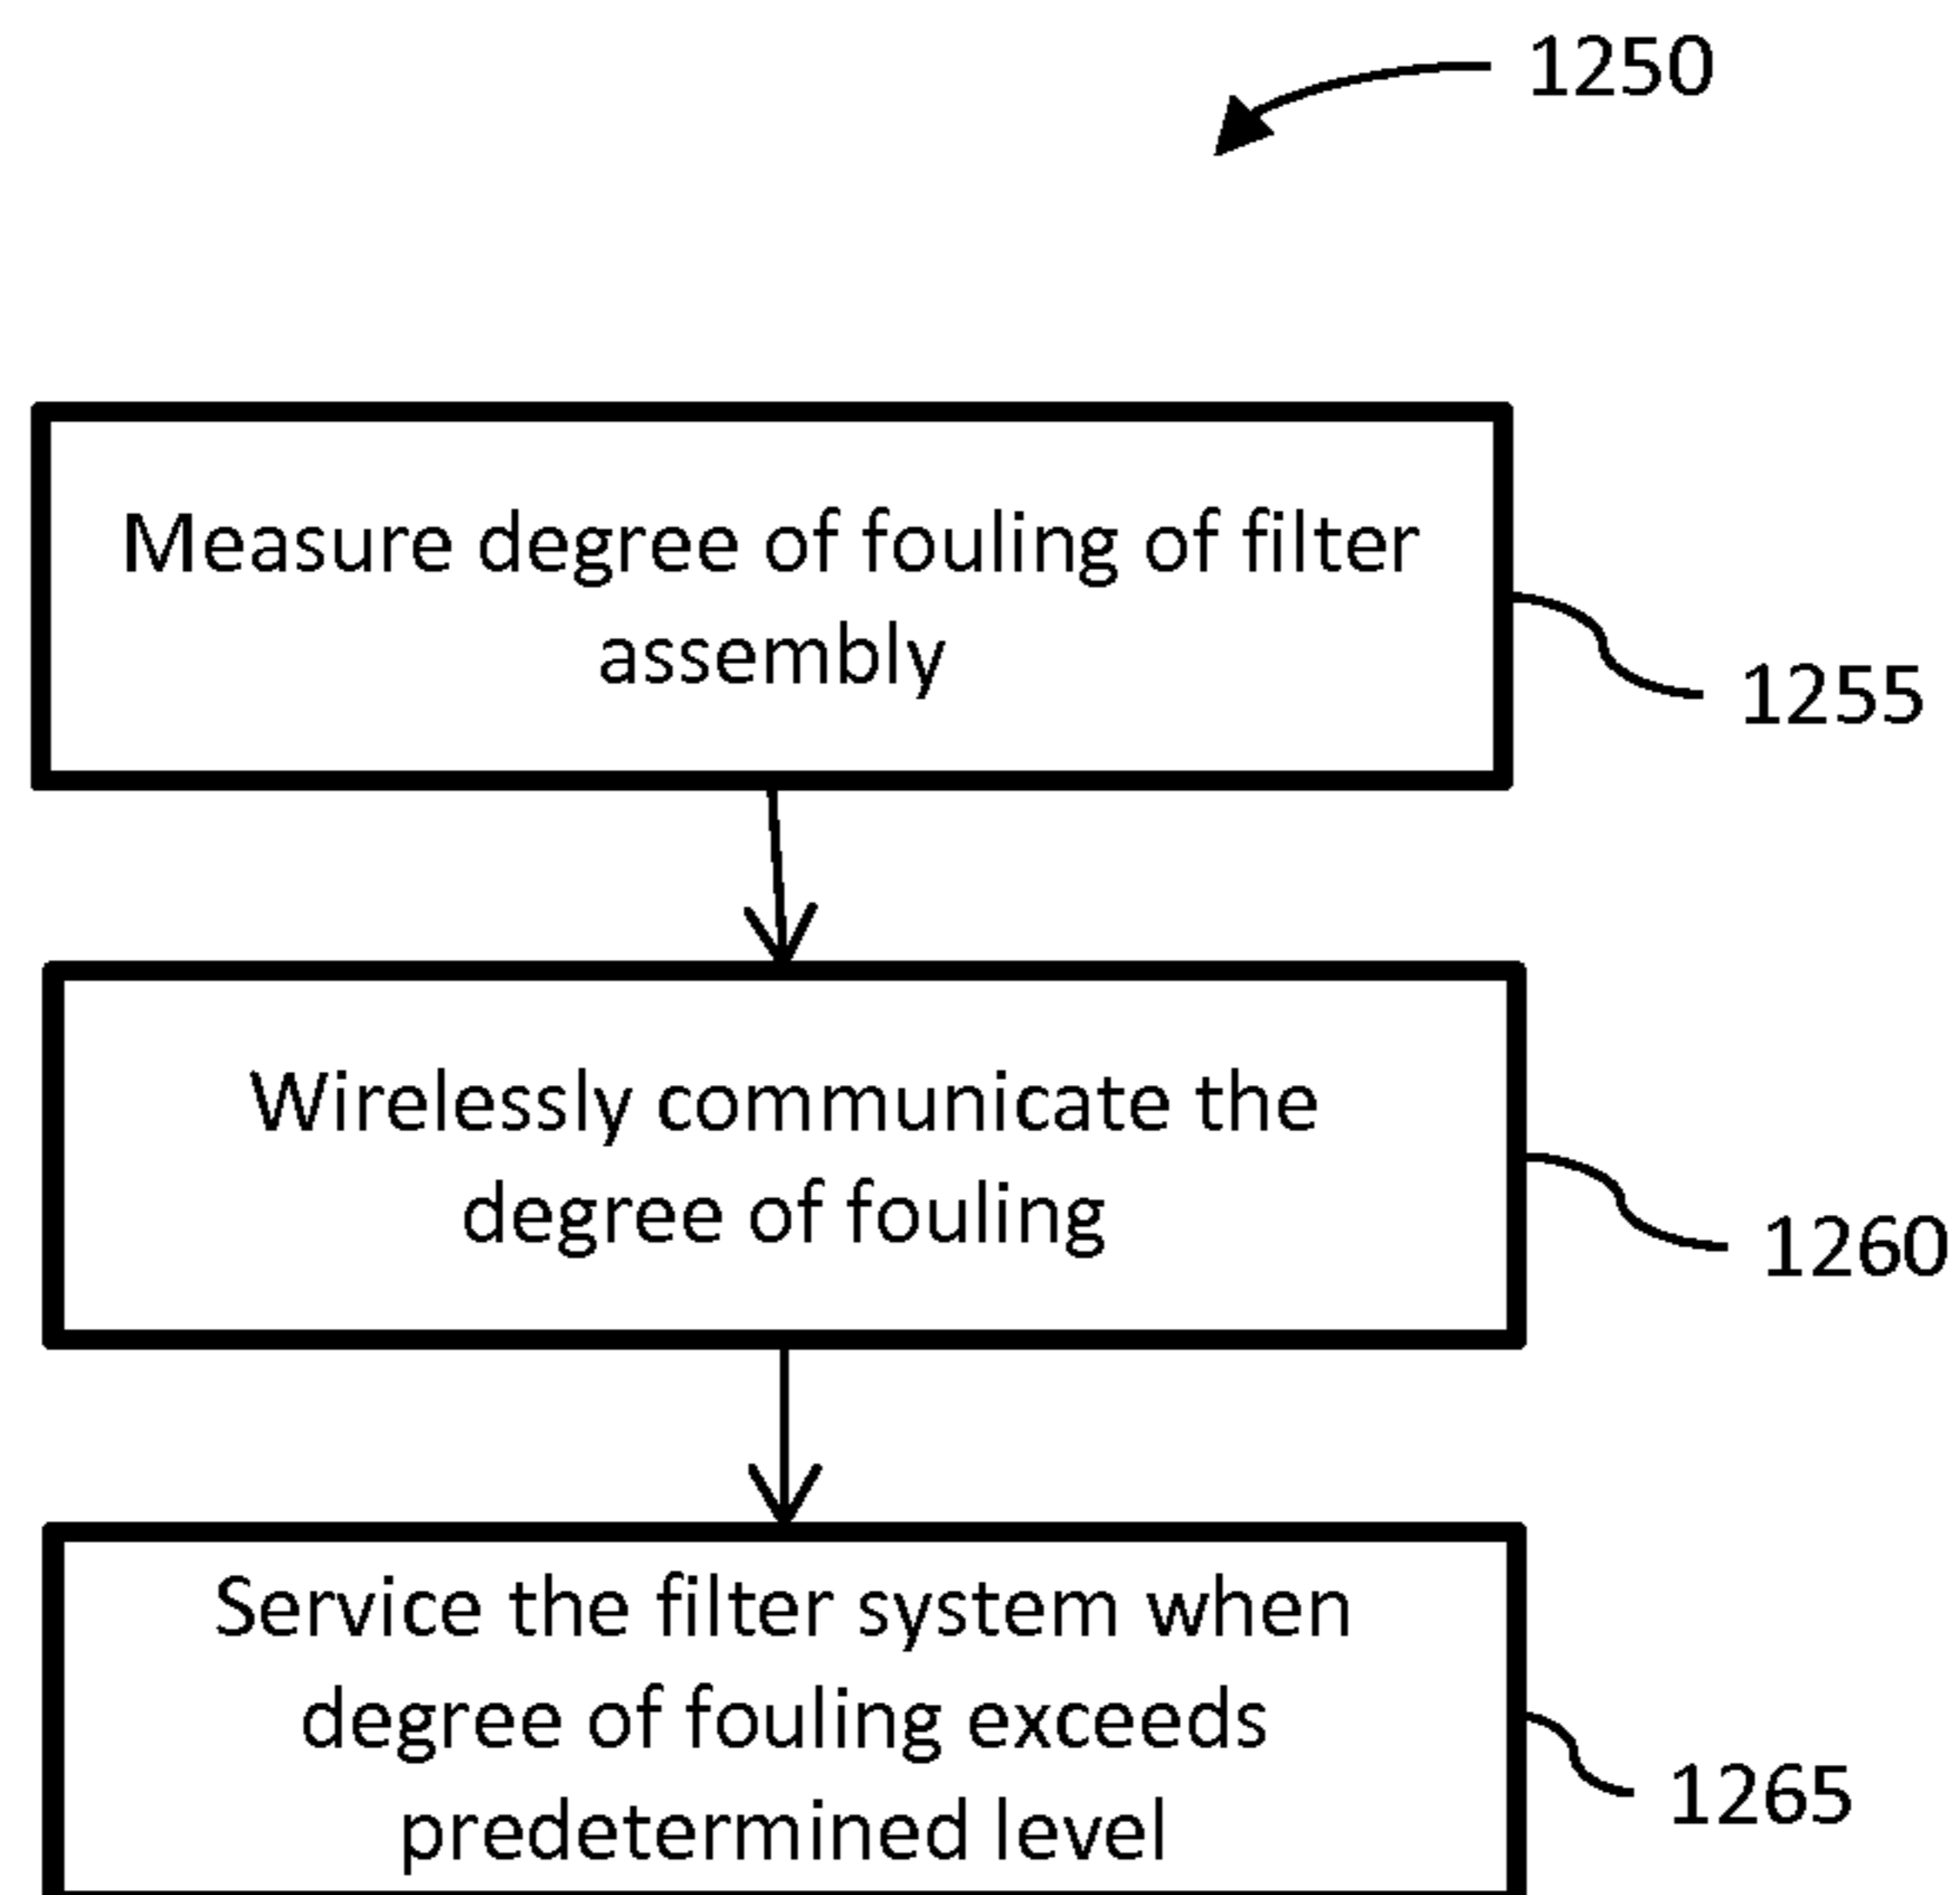 1250
Measure degree of fouling of filter
assembly
1255
Wirelessly communicate the
degree of fouling
1260
Service the filter system when
degree of fouling exceeds
predetermined level
1265